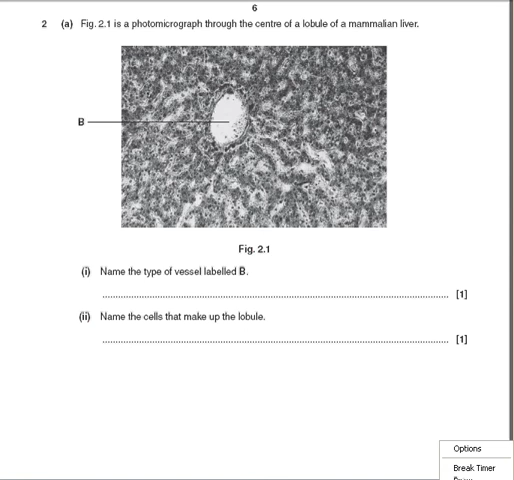 6
2 (a) Fig. 2.1 is a photomicrograph through the centre of a lobule of a mammalian liver.
B
Fig. 2.1
(i) Name the type of vessel labelled B.
[1]
(ii) Name the cells that make up the lobule.
[1]
Options
Break Timer